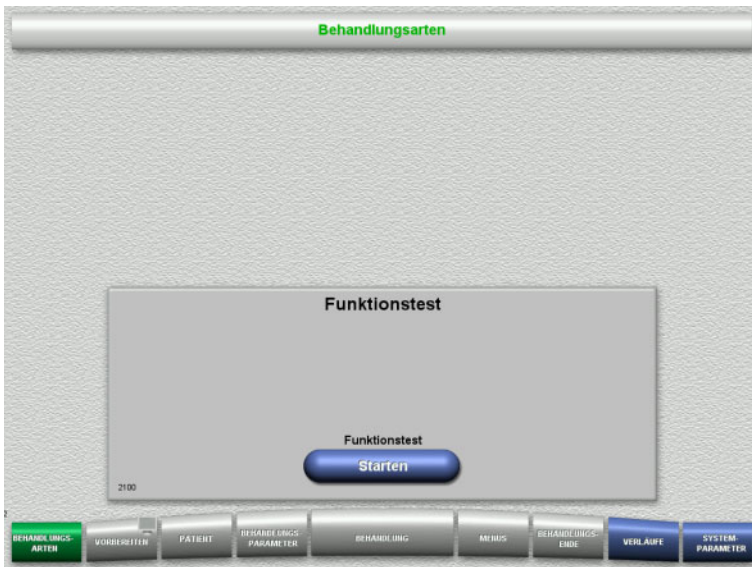 Behandlungsarten
Funktionstest
Funktionstest
Starten
2100
BEHANDLUNGS-
ARTEN
VORBEREITEN
PATIENT
BEHANDLUNGS-
PARAMETER
BEHANDLUNG
MENÜS
BEHANDLUNGS-
ENDE
VERLÄUFE
SYSTEM-
PARAMETER